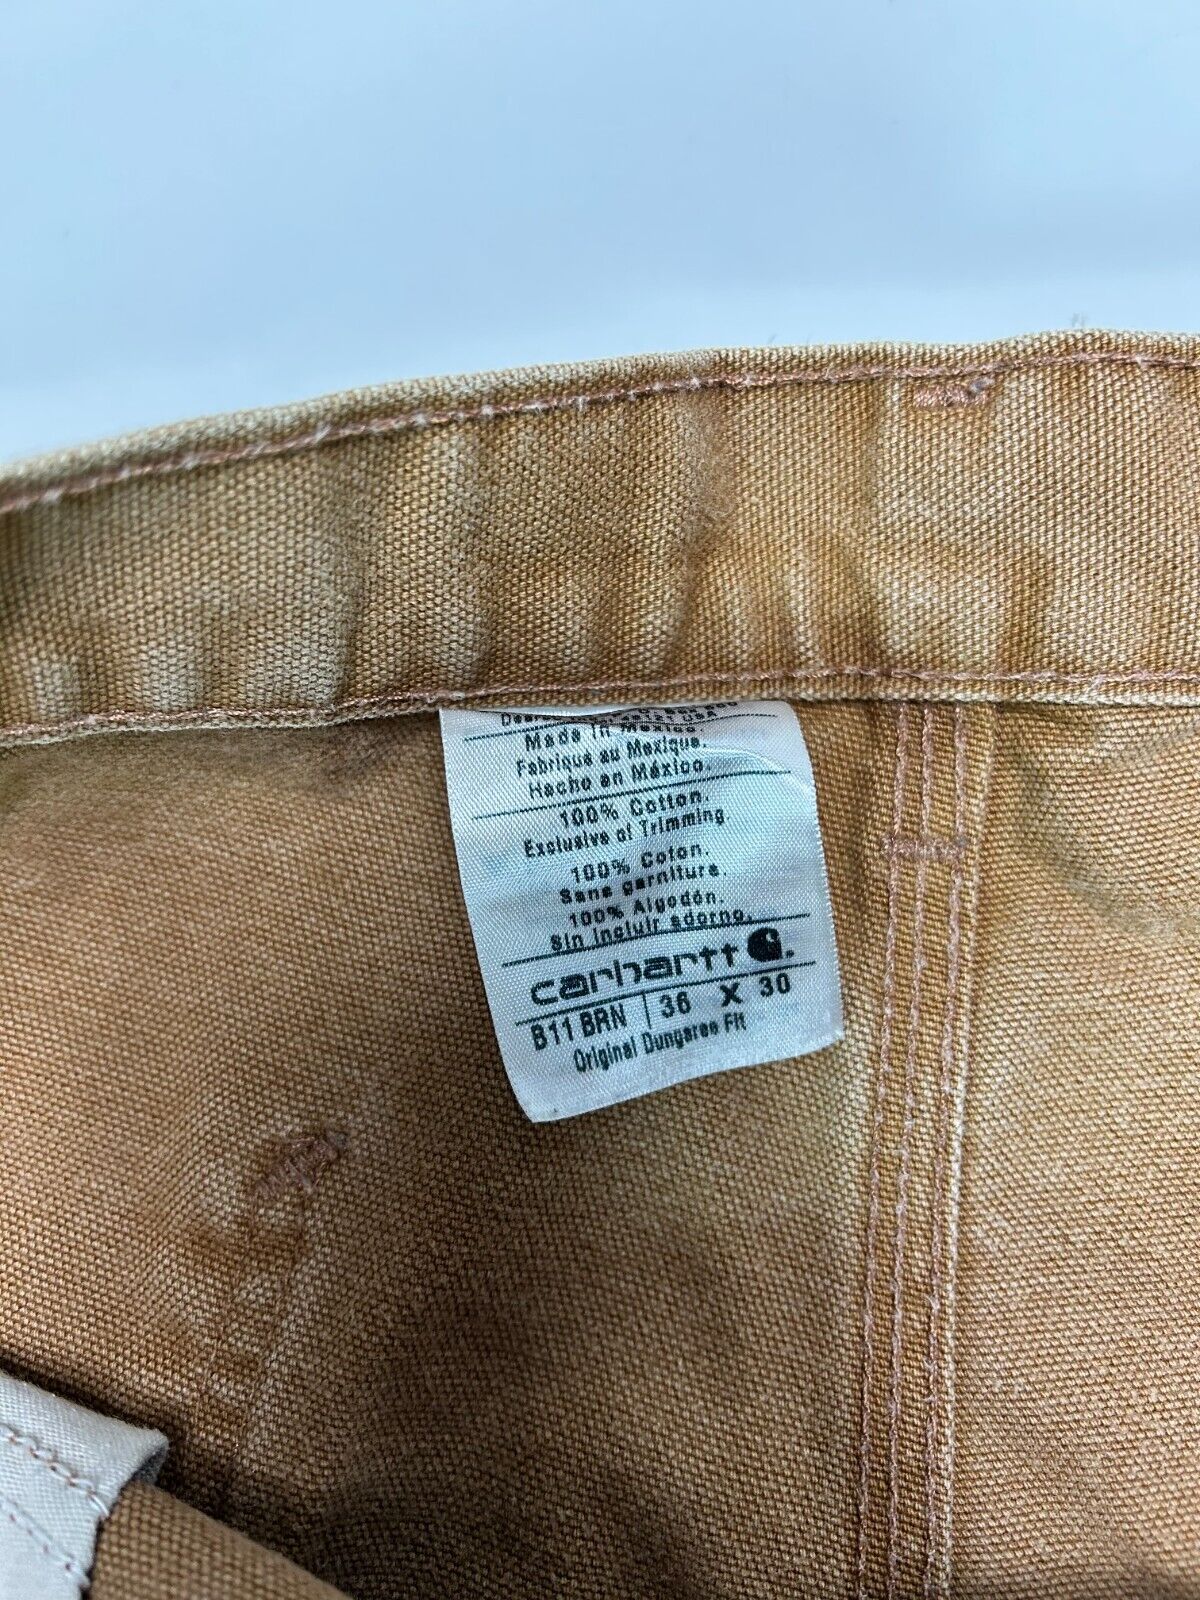 USA
Made in Mexico.
Fabriqué au Mexique.
Hecho en México.
100% Cotton.
Exclusive of Trimming.
100% Coton.
Sans garniture.
100% Algodón.
Sin incluir adorno.
carhartt
B11 BRN 36 X 30
Original Dungaree Fit